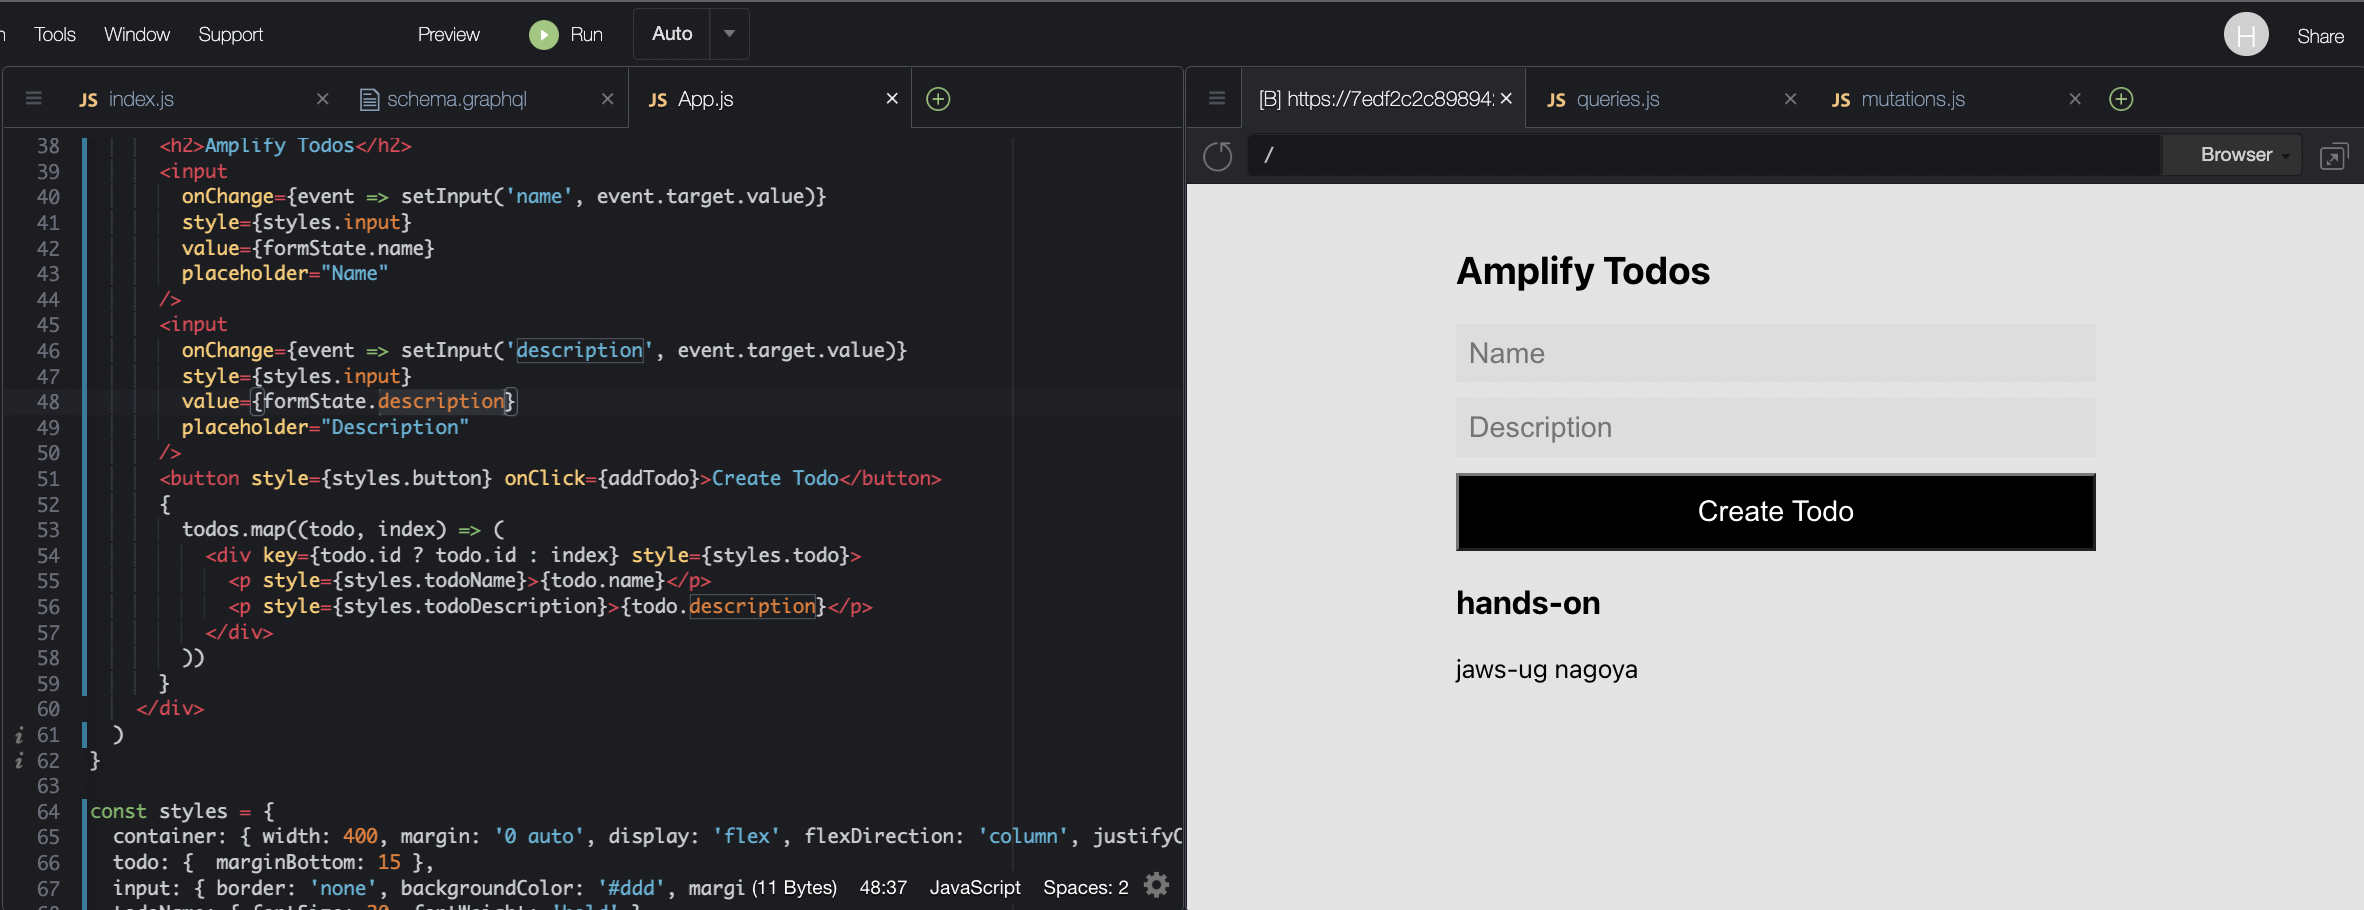 Tools Window Support Preview Run Auto
H Share
JS index.js × schema.graphql × JS App.js ×
[B] https://7edf2c2c89894 × JS queries.js × JS mutations.js ×
/ Browser
38 <h2>Amplify Todos</h2>
39 <input
40 onChange={event => setInput('name', event.target.value)}
41 style={styles.input}
42 value={formState.name}
43 placeholder="Name"
44 />
45 <input
46 onChange={event => setInput('description', event.target.value)}
47 style={styles.input}
48 value={formState.description}
49 placeholder="Description"
50 />
51 <button style={styles.button} onClick={addTodo}>Create Todo</button>
52 {
53 todos.map((todo, index) => (
54 <div key={todo.id ? todo.id : index} style={styles.todo}>
55 <p style={styles.todoName}>{todo.name}</p>
56 <p style={styles.todoDescription}>{todo.description}</p>
57 </div>
58 ))
59 }
60 </div>
i 61 )
i 62 }
63
64 const styles = {
65 container: { width: 400, margin: '0 auto', display: 'flex', flexDirection: 'column', justifyC
66 todo: { marginBottom: 15 },
67 input: { border: 'none', backgroundColor: '#ddd', margi
(11 Bytes) 48:37 JavaScript Spaces: 2
Amplify Todos
Name
Description
Create Todo
hands-on
jaws-ug nagoya